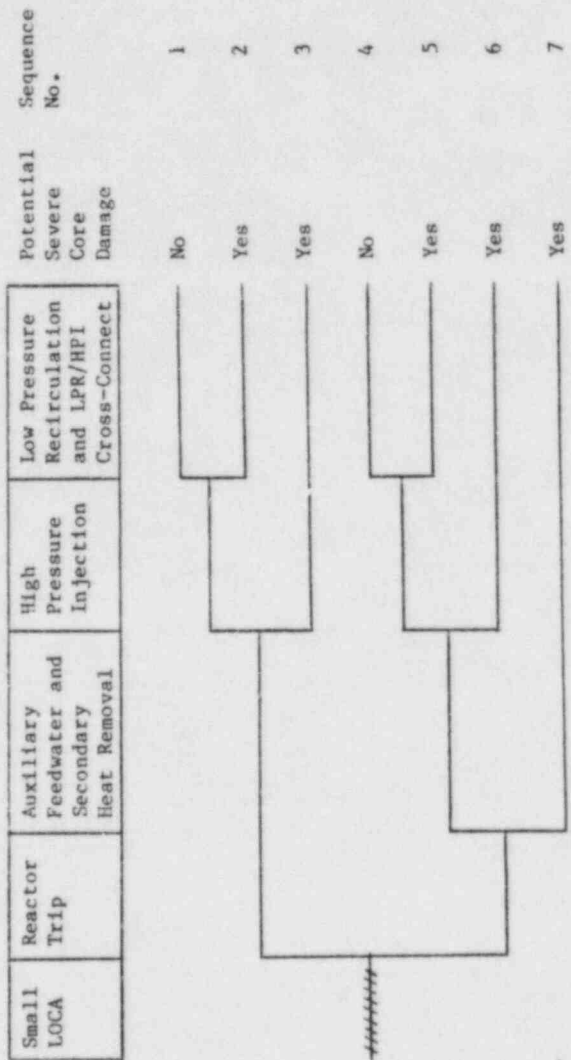 Small
LOCA
Reactor
Trip
Auxiliary
Feedwater and
Secondary
Heat Removal
High
Pressure
Injection
Low Pressure
Recirculation
and LPR/HPI
Cross-Connect
Potential
Severe
Core
Damage
Sequence
No.
No
1
Yes
2
Yes
3
No
4
Yes
5
Yes
6
Yes
7